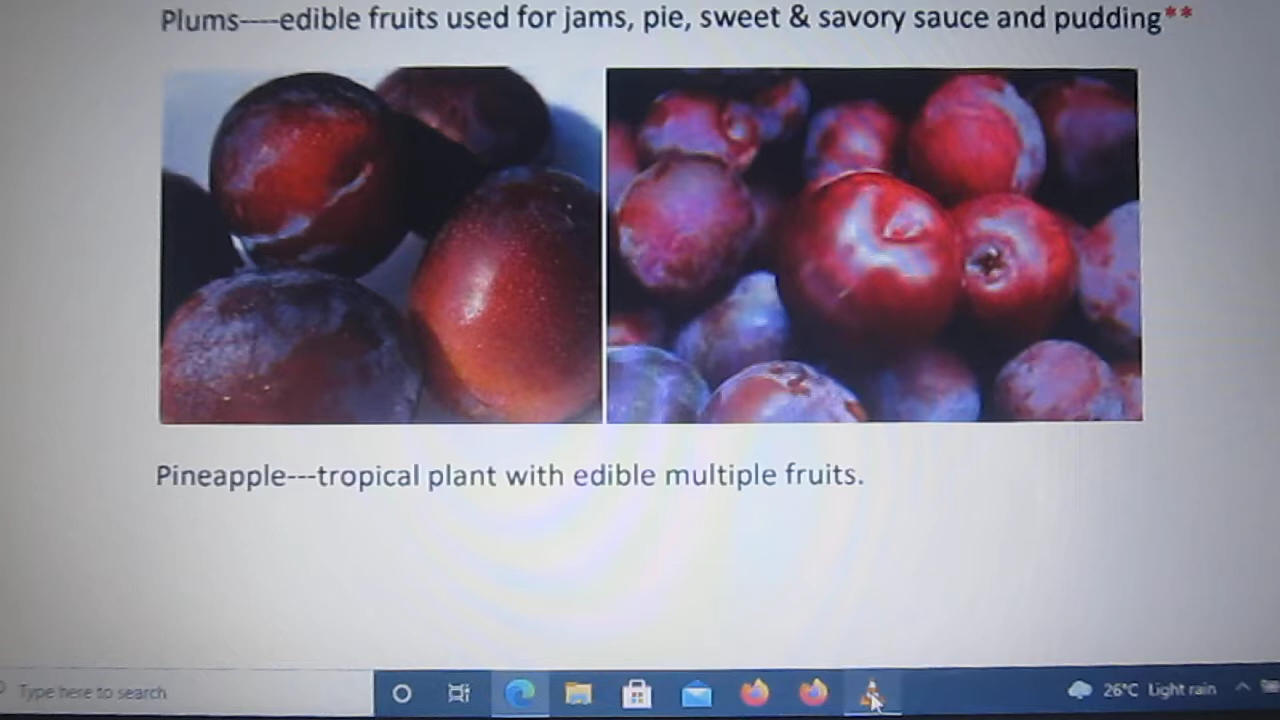 Plums----edible fruits used for jams, pie, sweet & savory sauce and pudding**
Pineapple---tropical plant with edible multiple fruits.
Type here to search
26°C Light rain